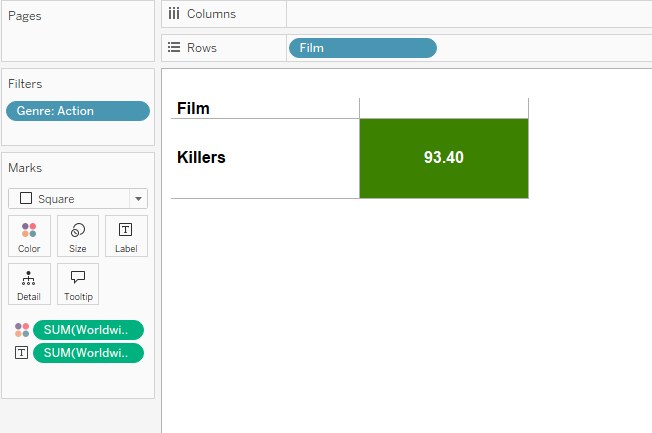 Pages
Columns
Rows
Film
Filters
Genre: Action
Marks
Square
Color
Size
Label
Detail
Tooltip
SUM(Worldwi..
SUM(Worldwi..
Film
Killers
93.40